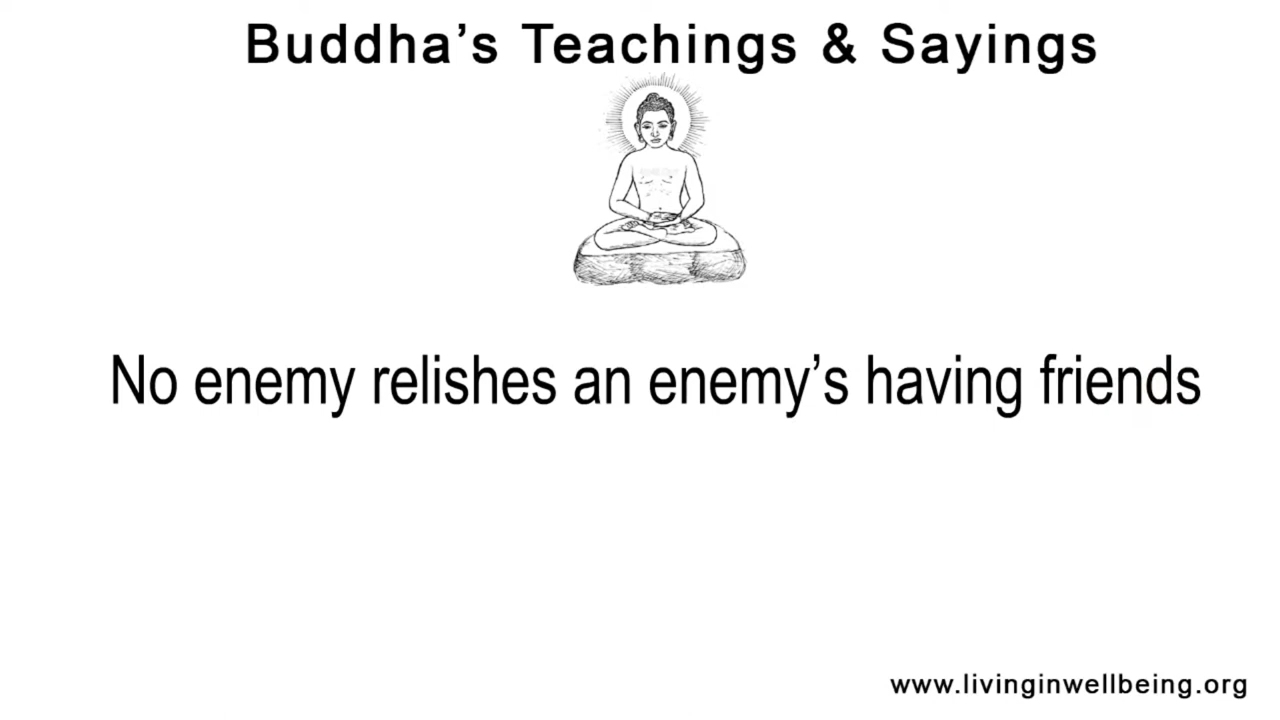 Buddha’s Teachings & Sayings
No enemy relishes an enemy’s having friends
www.livinginwellbeing.org